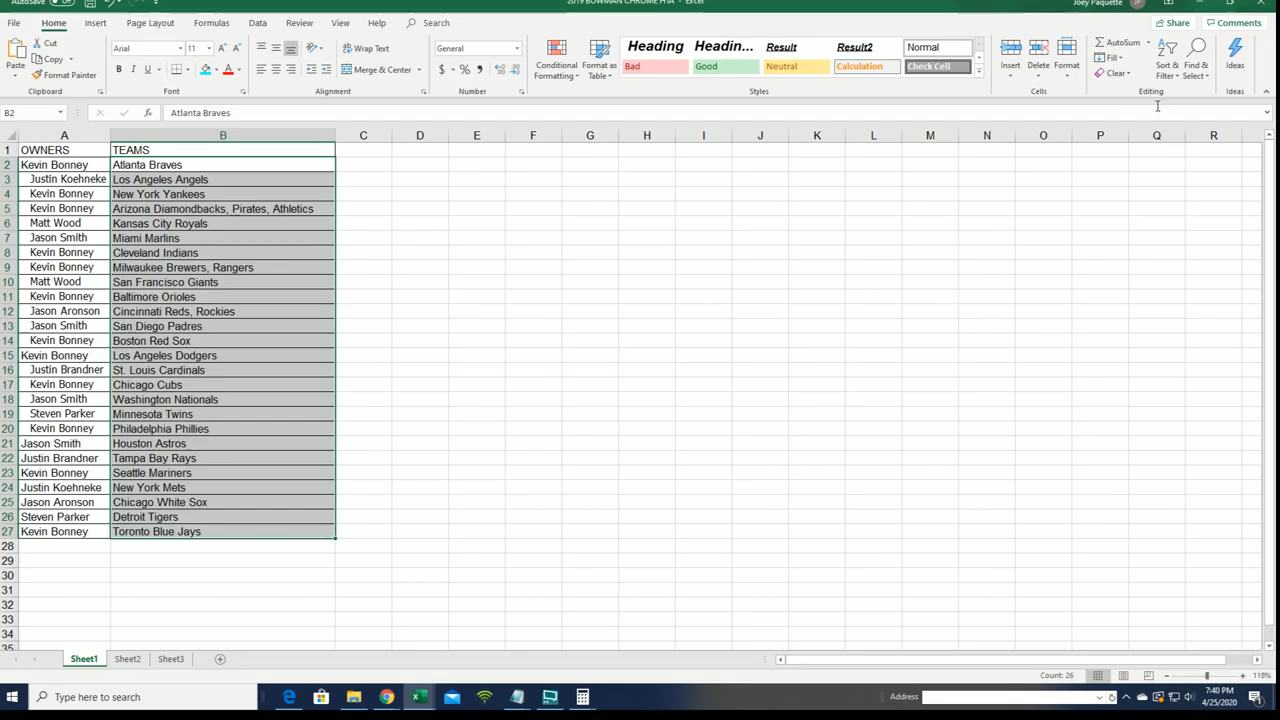 AutoSave Off 2019 BOWMAN CHROME HTA - Excel Joey Paquette JP
File Home Insert Page Layout Formulas Data Review View Help Search Share Comments
Paste Cut Copy Format Painter Clipboard
Arial 11 A A B I U A Font
Wrap Text Merge & Center Alignment
General $ % , Number
Conditional Formatting Format as Table
Heading Headin... Result Result2 Normal
Bad Good Neutral Calculation Check Cell
Styles
Insert Delete Format Cells
AutoSum Fill Clear Sort & Filter Find & Select Editing
Ideas Ideas
B2 fx Atlanta Braves
A B C D E F G H I J K L M N O P Q R
1 OWNERS TEAMS
2 Kevin Bonney Atlanta Braves
3 Justin Koehneke Los Angeles Angels
4 Kevin Bonney New York Yankees
5 Kevin Bonney Arizona Diamondbacks, Pirates, Athletics
6 Matt Wood Kansas City Royals
7 Jason Smith Miami Marlins
8 Kevin Bonney Cleveland Indians
9 Kevin Bonney Milwaukee Brewers, Rangers
10 Matt Wood San Francisco Giants
11 Kevin Bonney Baltimore Orioles
12 Jason Aronson Cincinnati Reds, Rockies
13 Jason Smith San Diego Padres
14 Kevin Bonney Boston Red Sox
15 Kevin Bonney Los Angeles Dodgers
16 Justin Brandner St. Louis Cardinals
17 Kevin Bonney Chicago Cubs
18 Jason Smith Washington Nationals
19 Steven Parker Minnesota Twins
20 Kevin Bonney Philadelphia Phillies
21 Jason Smith Houston Astros
22 Justin Brandner Tampa Bay Rays
23 Kevin Bonney Seattle Mariners
24 Justin Koehneke New York Mets
25 Jason Aronson Chicago White Sox
26 Steven Parker Detroit Tigers
27 Kevin Bonney Toronto Blue Jays
28
29
30
31
32
33
34
35
Sheet1 Sheet2 Sheet3
Count: 26 118%
Type here to search Address 7:40 PM
4/25/2020